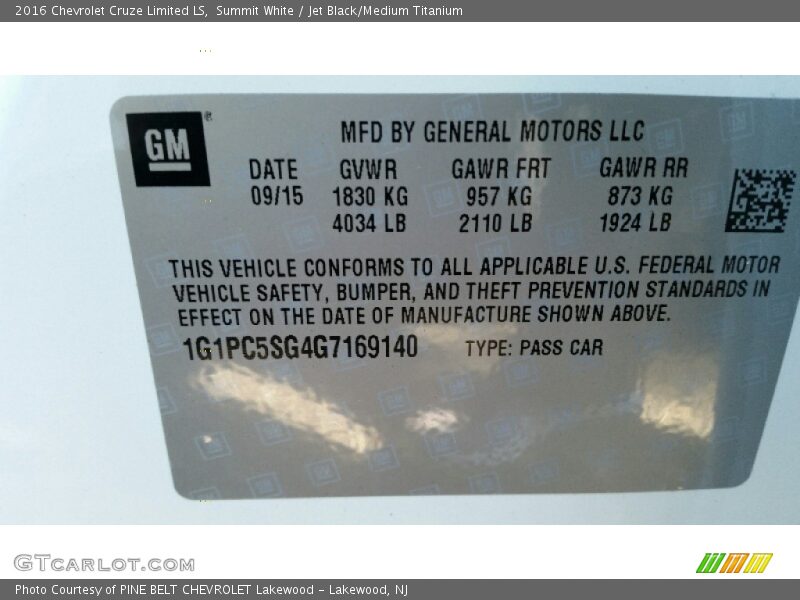 2016 Chevrolet Cruze Limited LS, Summit White / Jet Black/Medium Titanium
GM®
MFD BY GENERAL MOTORS LLC
DATE GVWR GAWR FRT GAWR RR
09/15 1830 KG 957 KG 873 KG
4034 LB 2110 LB 1924 LB
THIS VEHICLE CONFORMS TO ALL APPLICABLE U.S. FEDERAL MOTOR
VEHICLE SAFETY, BUMPER, AND THEFT PREVENTION STANDARDS IN
EFFECT ON THE DATE OF MANUFACTURE SHOWN ABOVE.
1G1PC5SG4G7169140 TYPE: PASS CAR
GTCARLOT.COM
Photo Courtesy of PINE BELT CHEVROLET Lakewood - Lakewood, NJ